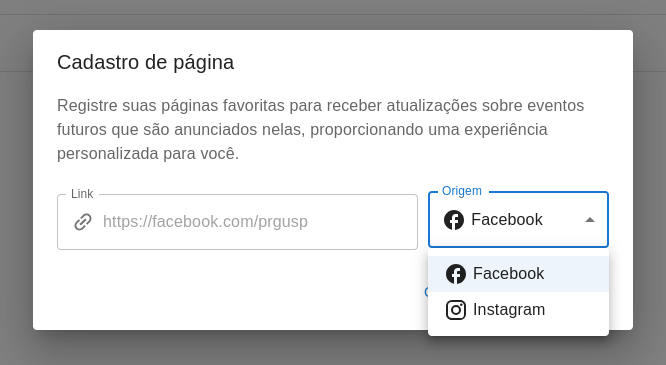 Cadastro de página
Registre suas páginas favoritas para receber atualizações sobre eventos
futuros que são anunciados nelas, proporcionando uma experiência
personalizada para você.
Link
https://facebook.com/prgusp
Origem
Facebook
Facebook
Instagram